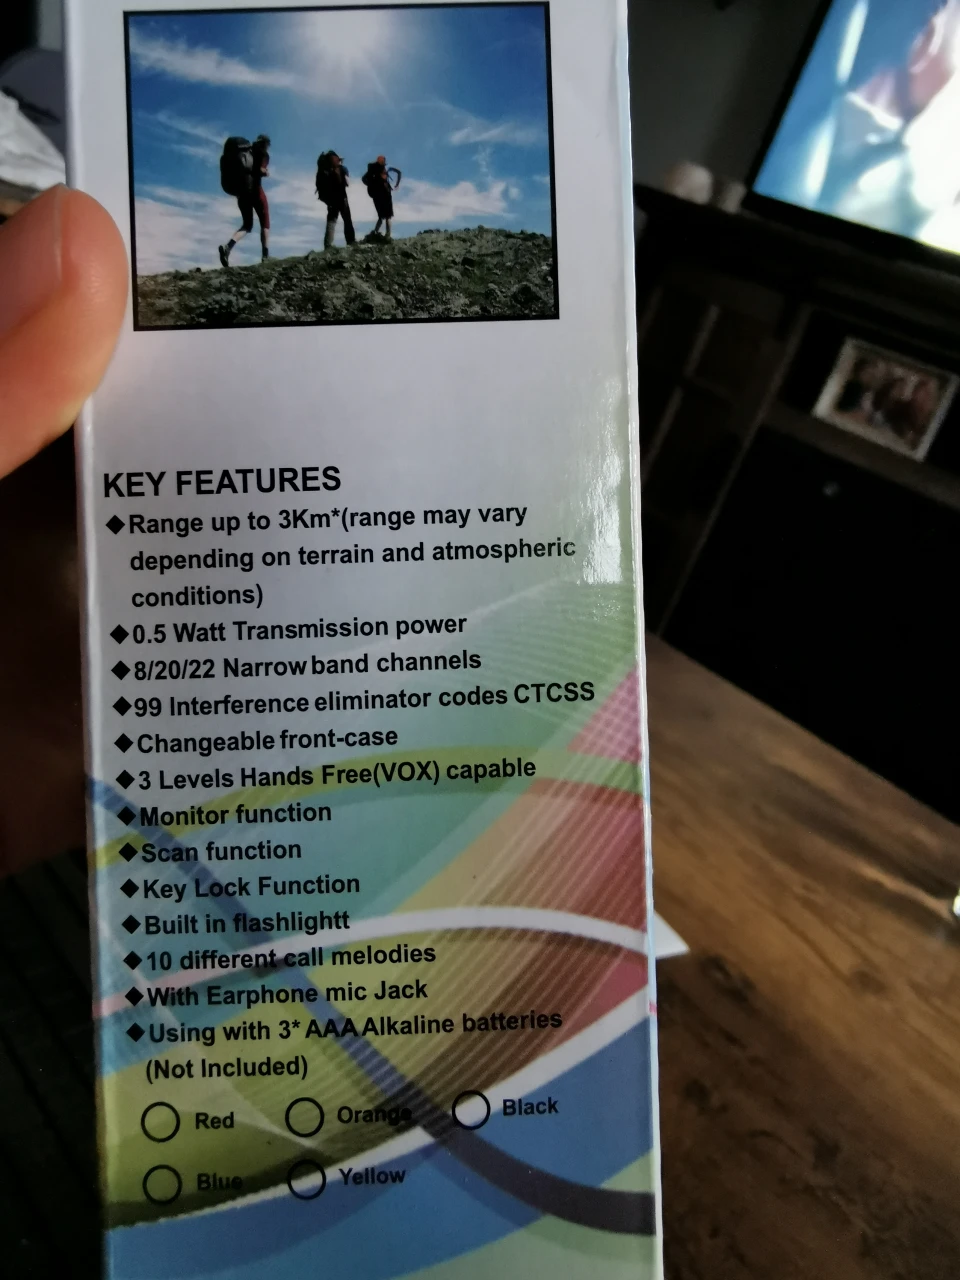 KEY FEATURES
◆Range up to 3Km*(range may vary
depending on terrain and atmospheric
conditions)
◆0.5 Watt Transmission power
◆8/20/22 Narrow band channels
◆99 Interference eliminator codes CTCSS
◆Changeable front-case
◆3 Levels Hands Free(VOX) capable
◆Monitor function
◆Scan function
◆Key Lock Function
◆Built in flashlightt
◆10 different call melodies
◆With Earphone mic Jack
◆Using with 3* AAA Alkaline batteries
(Not Included)
Red Orange Black
Blue Yellow